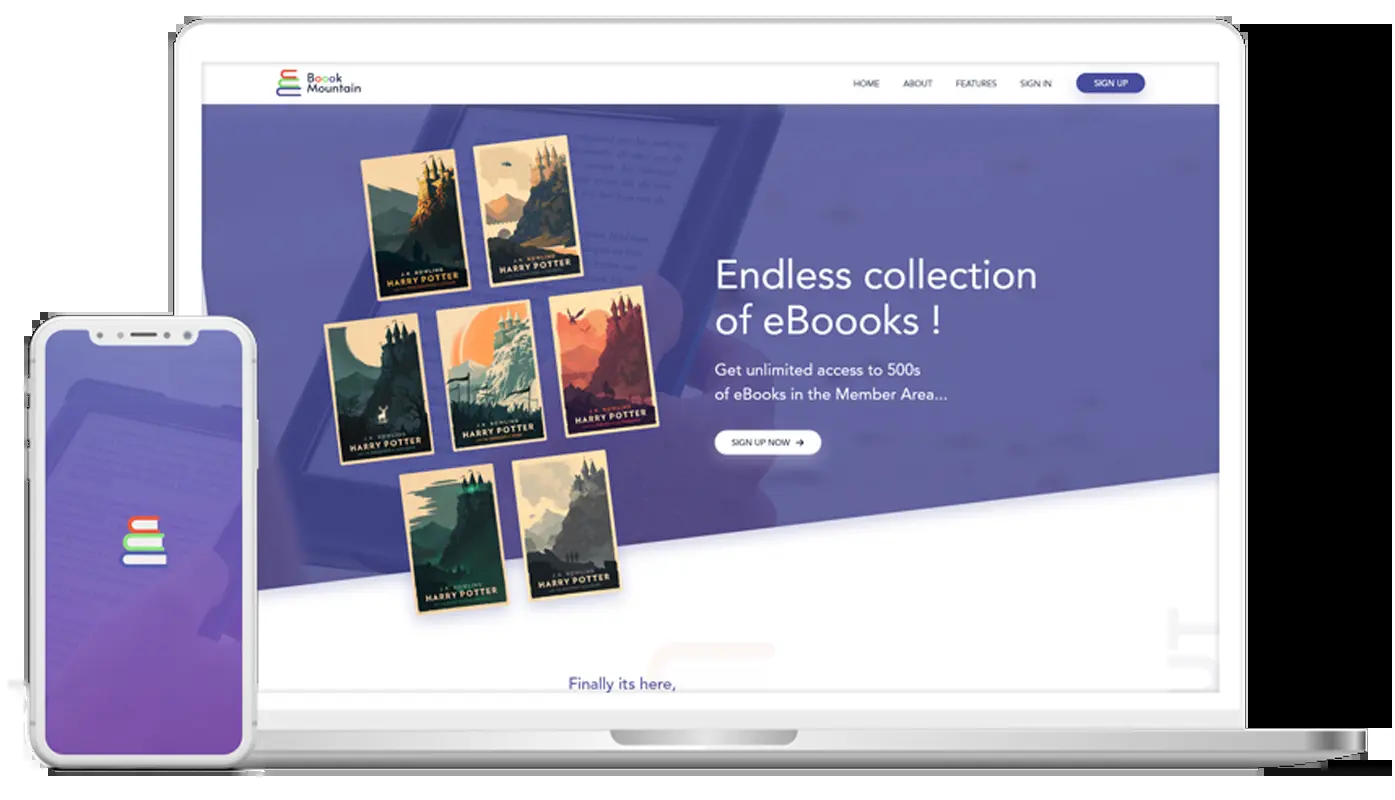 Boook
Mountain
HOME
ABOUT
FEATURES
SIGN IN
SIGN UP
J.K. ROWLING
HARRY POTTER
J.K. ROWLING
HARRY POTTER
J.K. ROWLING
HARRY POTTER
J.K. ROWLING
HARRY POTTER
J.K. ROWLING
HARRY POTTER
J.K. ROWLING
HARRY POTTER
J.K. ROWLING
HARRY POTTER
Endless collection
of eBoooks !
Get unlimited access to 500s
of eBooks in the Member Area...
SIGN UP NOW →
Finally its here,
UT